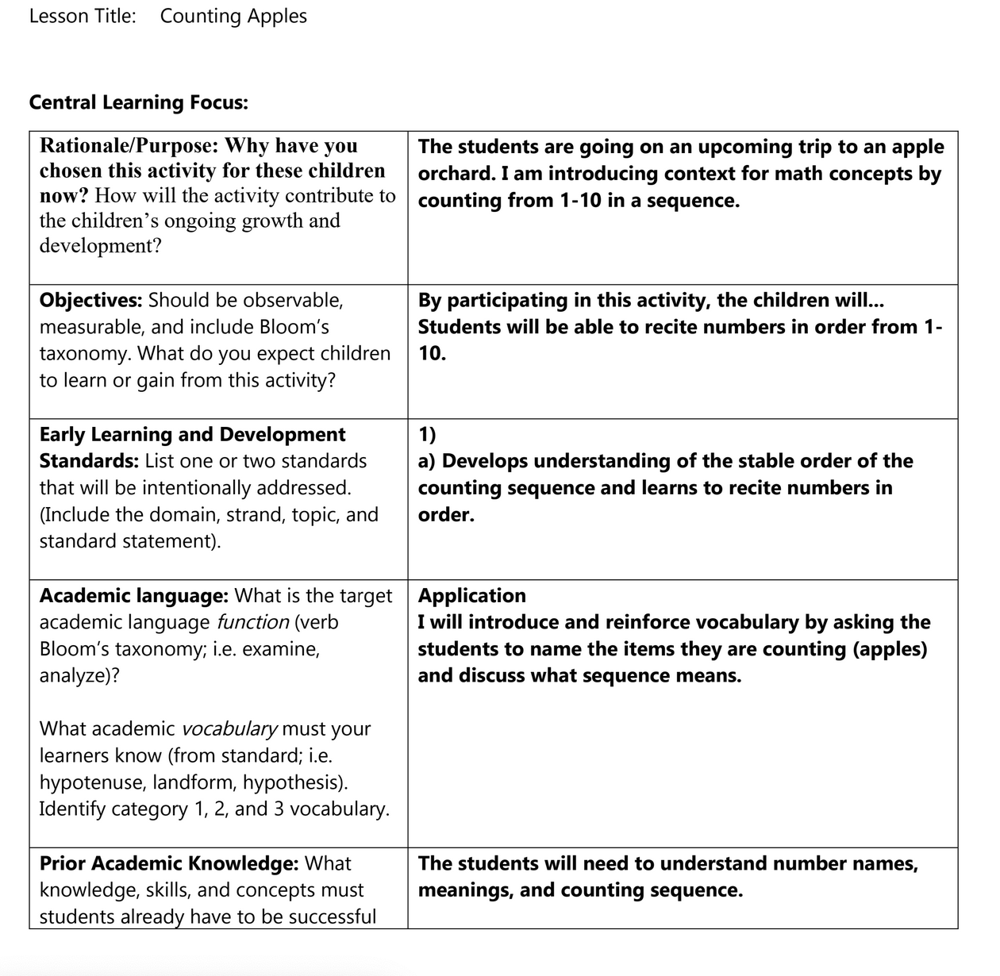 Lesson Title: Counting Apples
Central Learning Focus:
Rationale/Purpose: Why have you
chosen this activity for these children
now? How will the activity contribute to
the children’s ongoing growth and
development?
The students are going on an upcoming trip to an apple
orchard. I am introducing context for math concepts by
counting from 1-10 in a sequence.
Objectives: Should be observable,
measurable, and include Bloom’s
taxonomy. What do you expect children
to learn or gain from this activity?
By participating in this activity, the children will...
Students will be able to recite numbers in order from 1-
10.
Early Learning and Development
Standards: List one or two standards
that will be intentionally addressed.
(Include the domain, strand, topic, and
standard statement).
1)
a) Develops understanding of the stable order of the
counting sequence and learns to recite numbers in
order.
Academic language: What is the target
academic language function (verb
Bloom’s taxonomy; i.e. examine,
analyze)?
What academic vocabulary must your
learners know (from standard; i.e.
hypotenuse, landform, hypothesis).
Identify category 1, 2, and 3 vocabulary.
Application
I will introduce and reinforce vocabulary by asking the
students to name the items they are counting (apples)
and discuss what sequence means.
Prior Academic Knowledge: What
knowledge, skills, and concepts must
students already have to be successful
The students will need to understand number names,
meanings, and counting sequence.